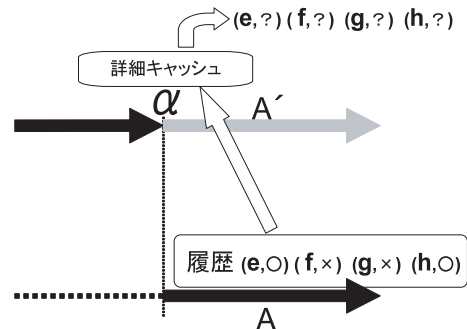 (e,?)(f,?) (g,?) (h,?)
詳細キャッシュ
α
A´
履歴 (e,○)(f,×) (g,×) (h,○)
A